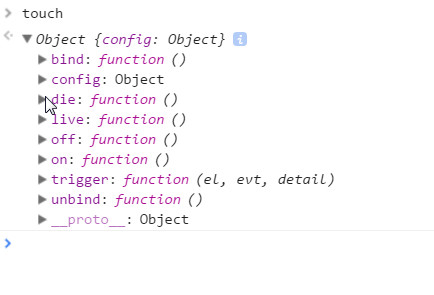 touch
Object {config: Object} i
bind: function ()
config: Object
die: function ()
live: function ()
off: function ()
on: function ()
trigger: function (el, evt, detail)
unbind: function ()
__proto__: Object